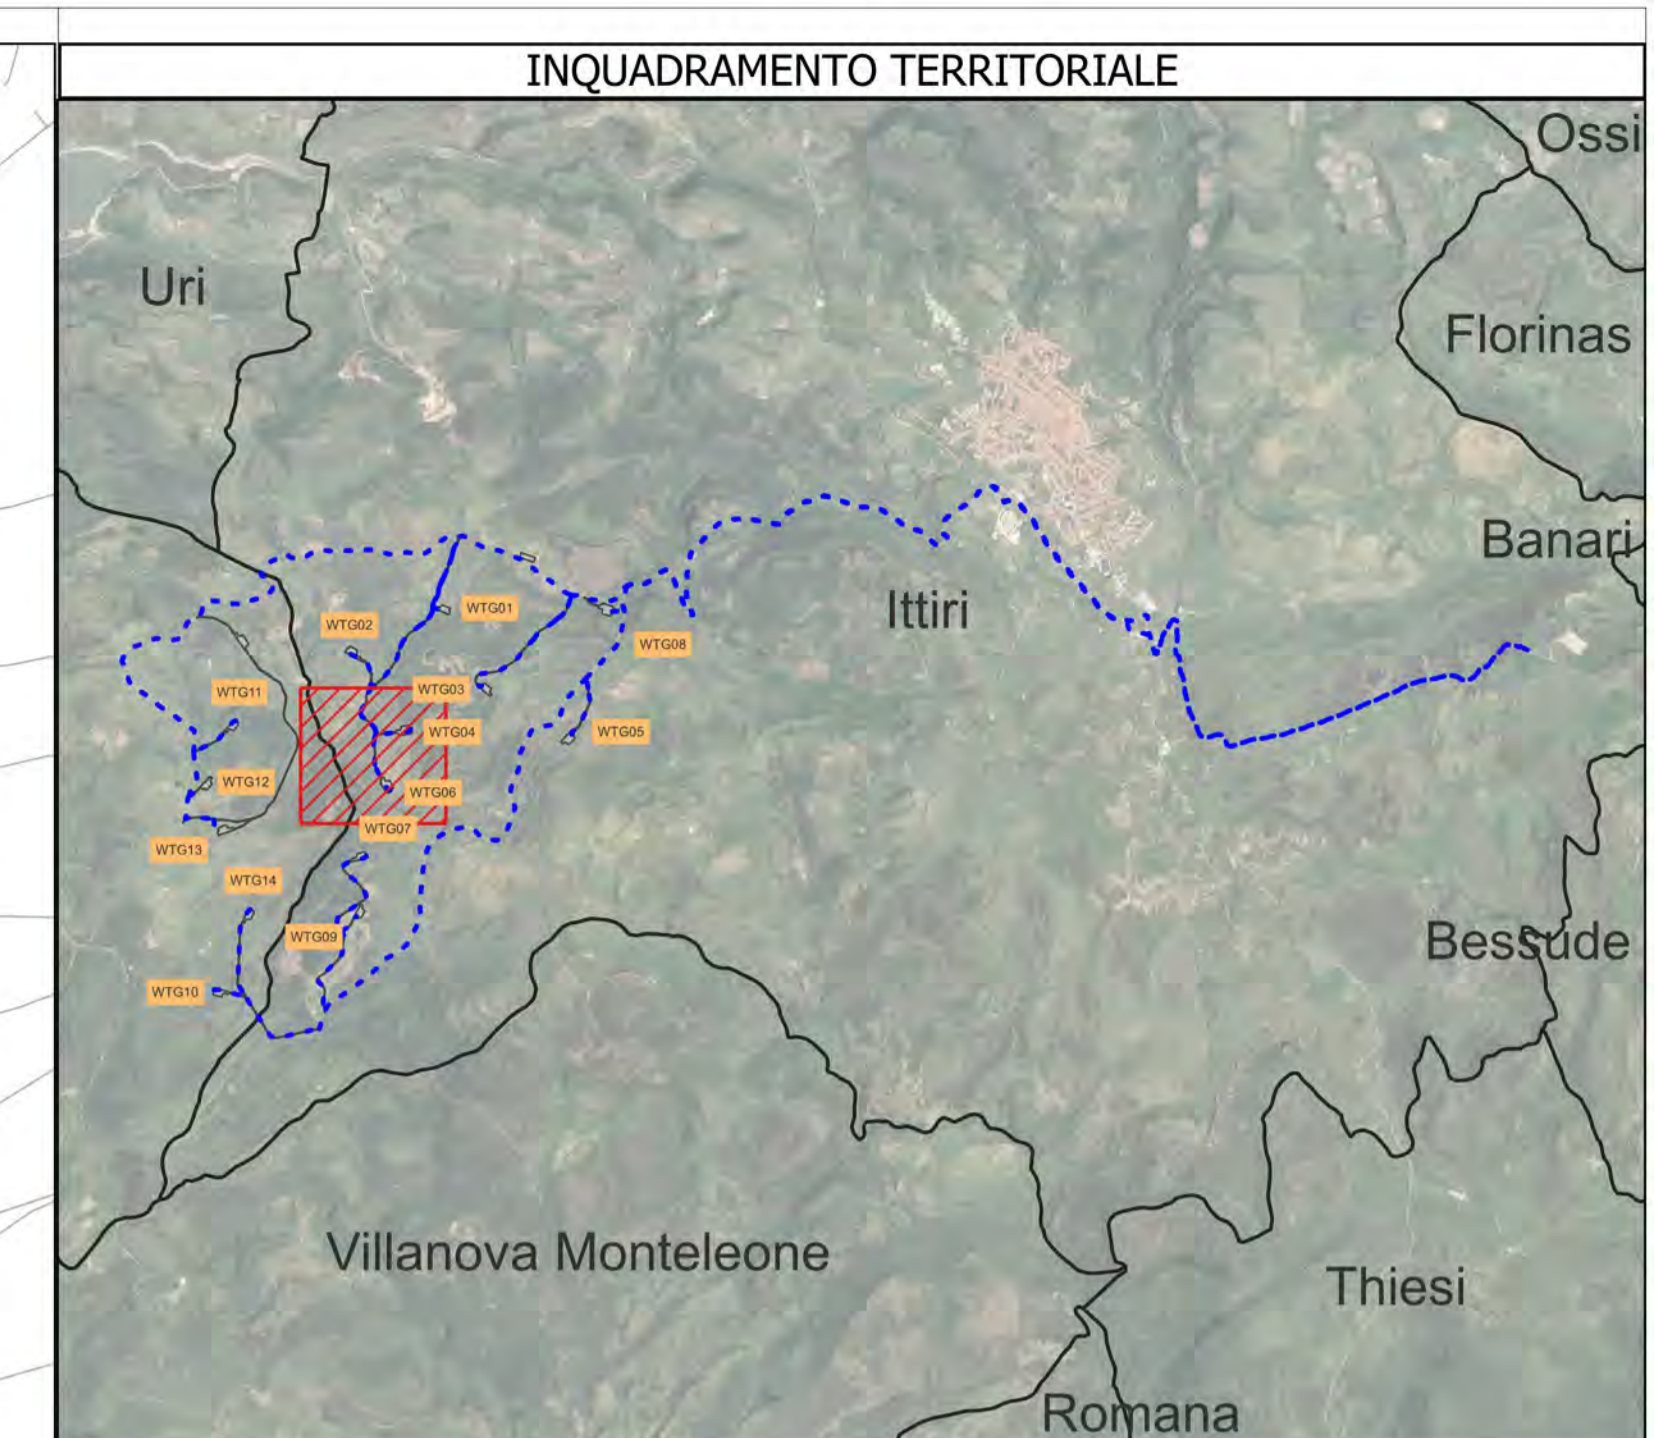 INQUADRAMENTO TERRITORIALE
Ossi
Uri
Florinas
Banari
WTG01
Ittiri
WTG02
WTG08
WTG03
WTG11
WTG04
WTG05
WTG12
WTG06
WTG07
WTG13
WTG14
WTG09
Bessude
WTG10
Villanova Monteleone
Thiesi
Romana